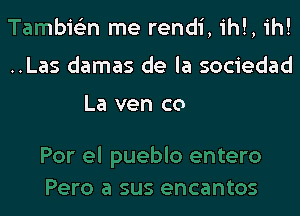 También me rendi, ih!, ih!
..Las damas de la sociedad
La ven co
Por el pueblo entero
Pero a sus encantos